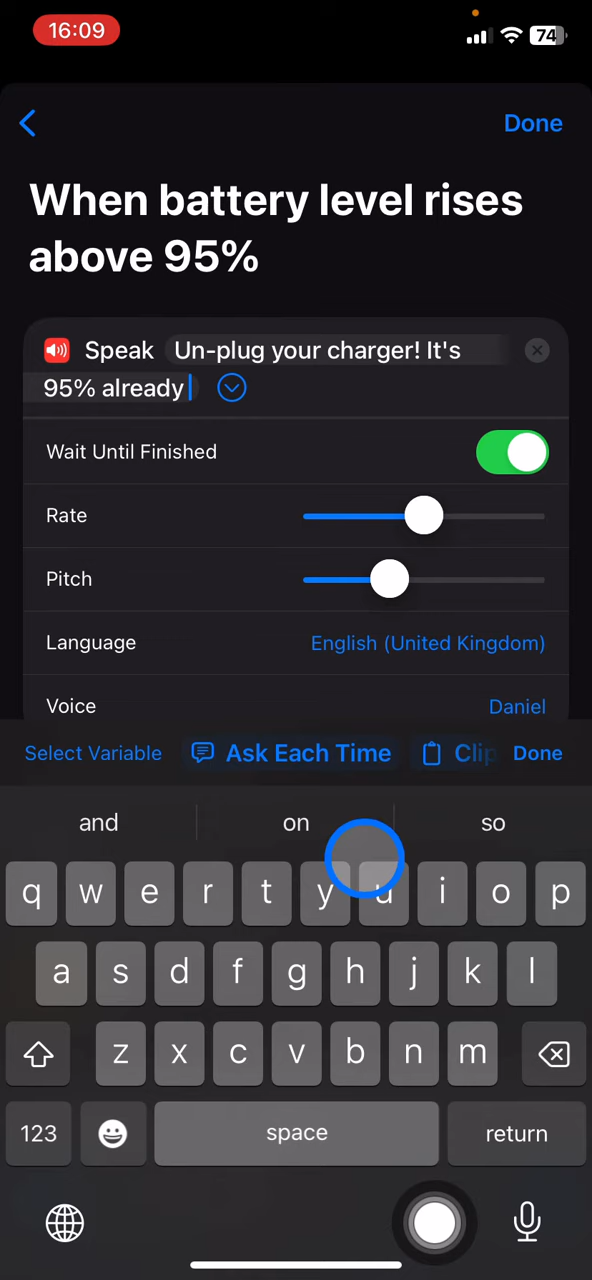 16:09
74
Done
When battery level rises
above 95%
Speak Un-plug your charger! It's
95% already
Wait Until Finished
Rate
Pitch
Language English (United Kingdom)
Voice Daniel
Select Variable Ask Each Time Clip Done
and on so
q w e r t y u i o p
a s d f g h j k l
z x c v b n m
123 space return